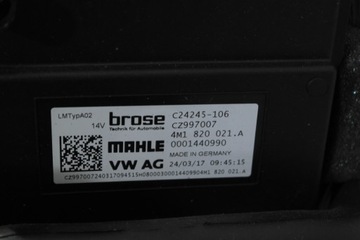 LMTypA02
14V
brose
Technik für Automobile
C24245-106
CZ997007
4M1 820 021.A
MAHLE
0001440990
VW AG
MADE IN GERMANY
24/03/17 09:45:15